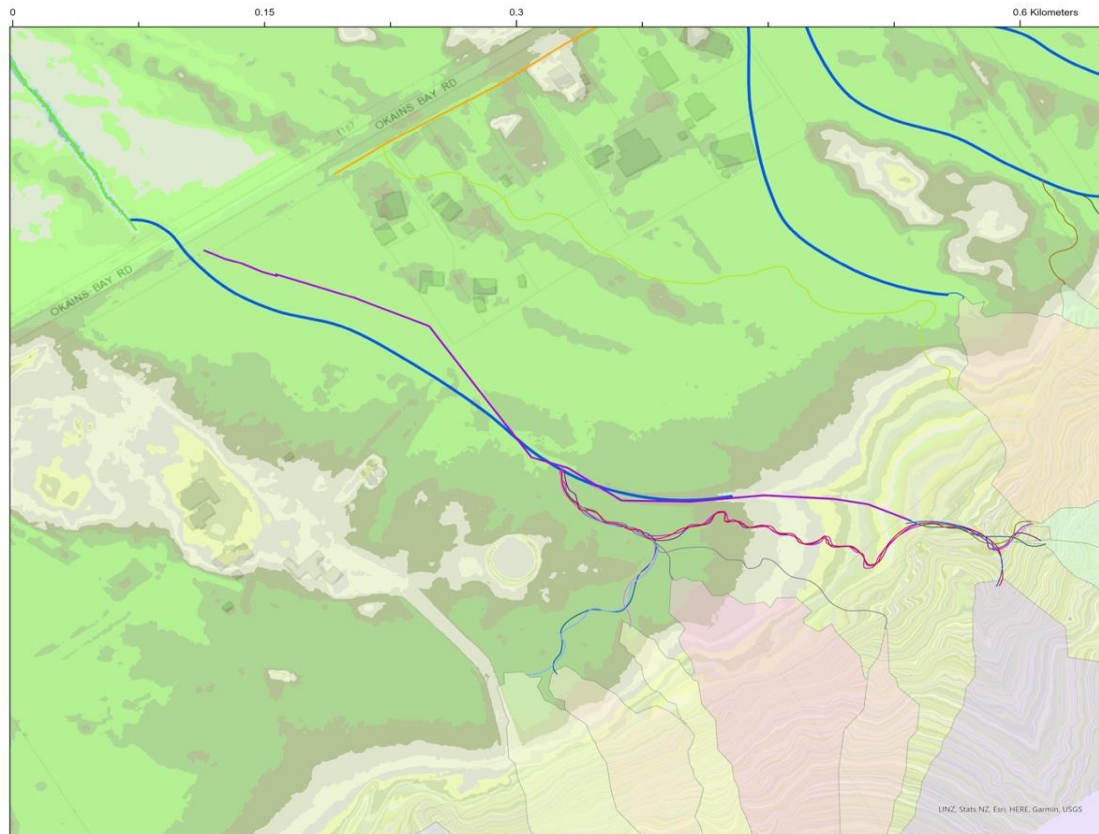 0
0.15
0.3
0.6 Kilometers
OKAINS BAY RD
OKAINS BAY RD
LINZ, Stats NZ, Esri, HERE, Garmin, USGS